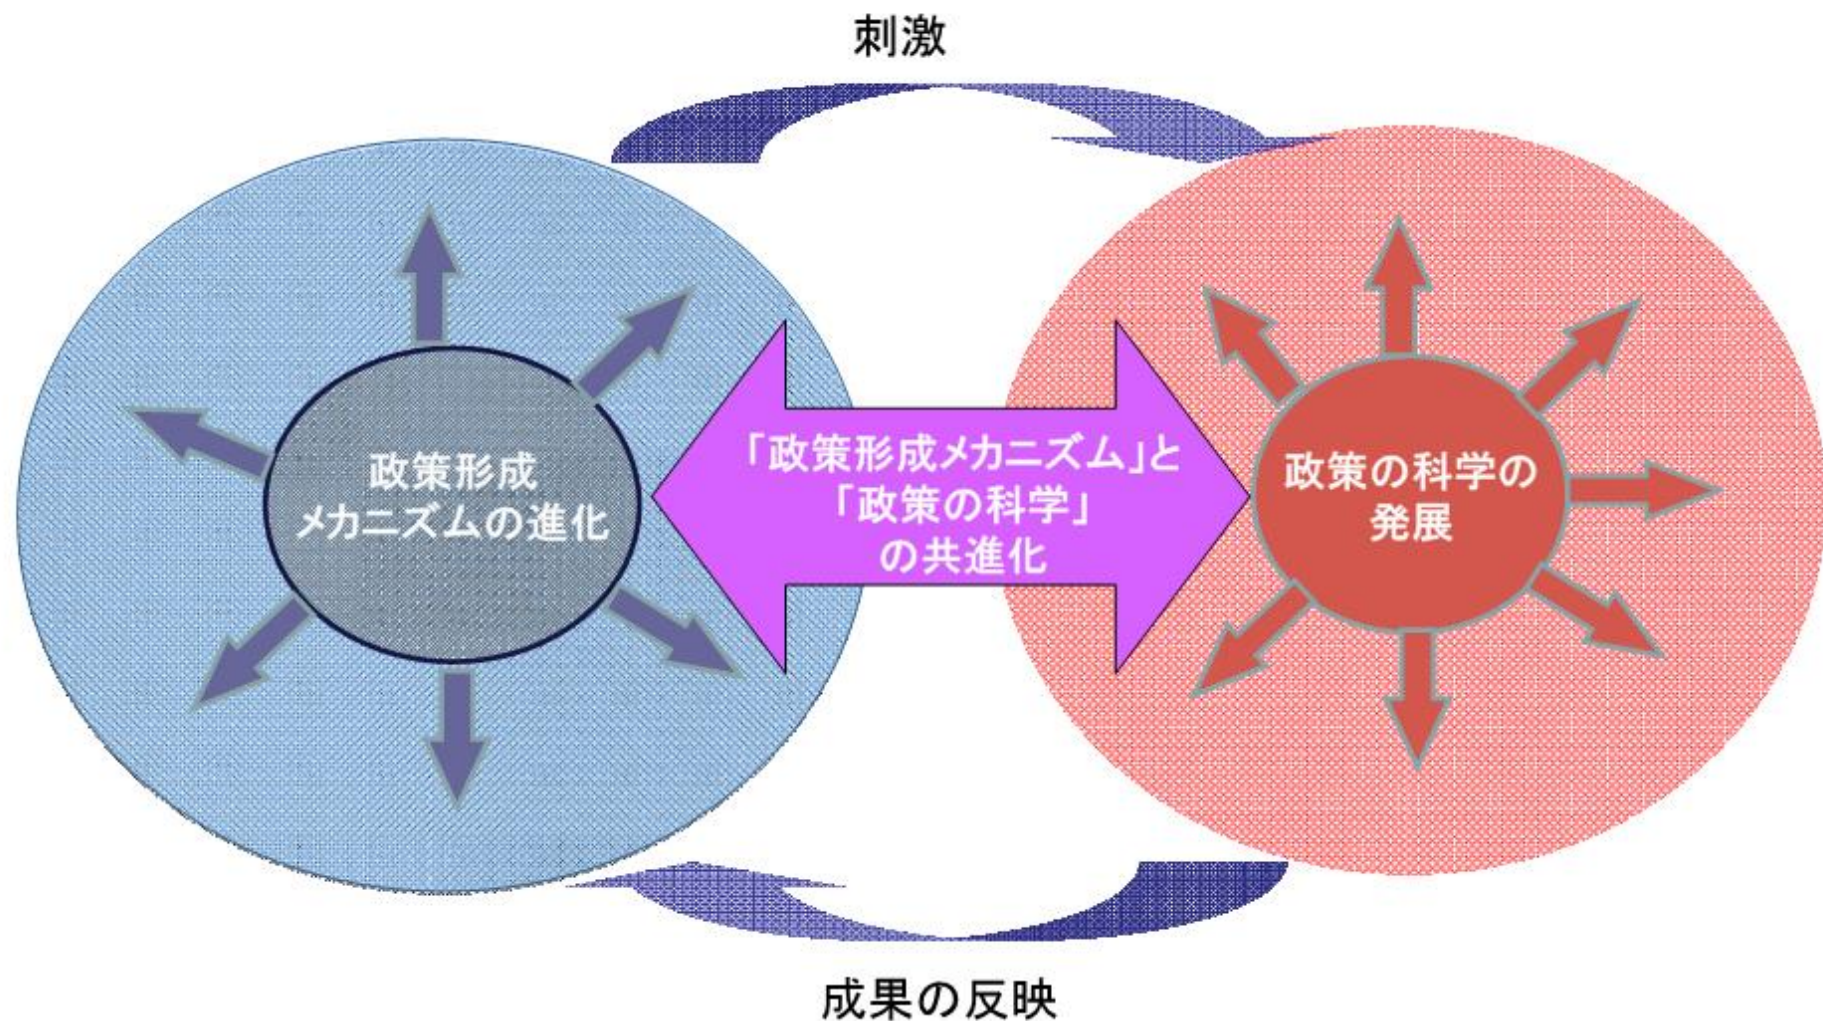 刺激
政策形成
メカニズムの進化
「政策形成メカニズム」と
「政策の科学」
の共進化
政策の科学の
発展
成果の反映